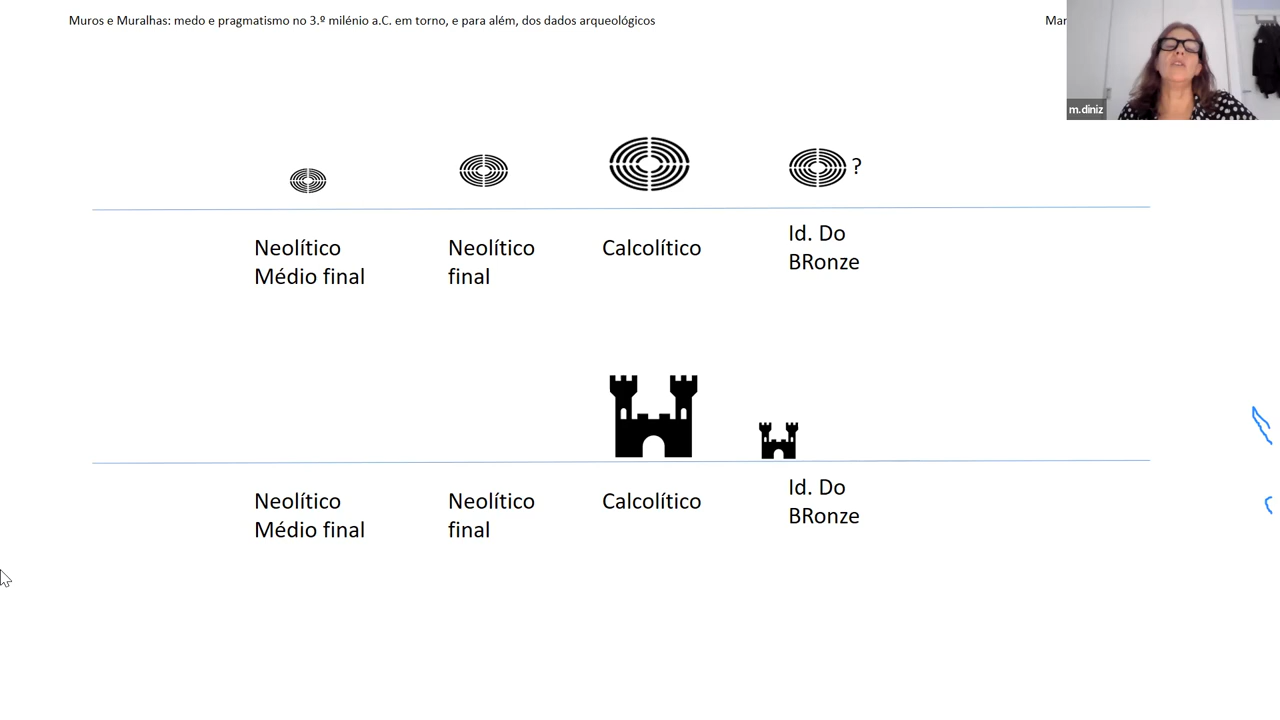 Muros e Muralhas: medo e pragmatismo no 3.º milénio a.C. em torno, e para além, dos dados arqueológicos
m.diniz
?
Neolítico
Médio final
Neolítico
final
Calcolítico
Id. Do
BRonze
Neolítico
Médio final
Neolítico
final
Calcolítico
Id. Do
BRonze